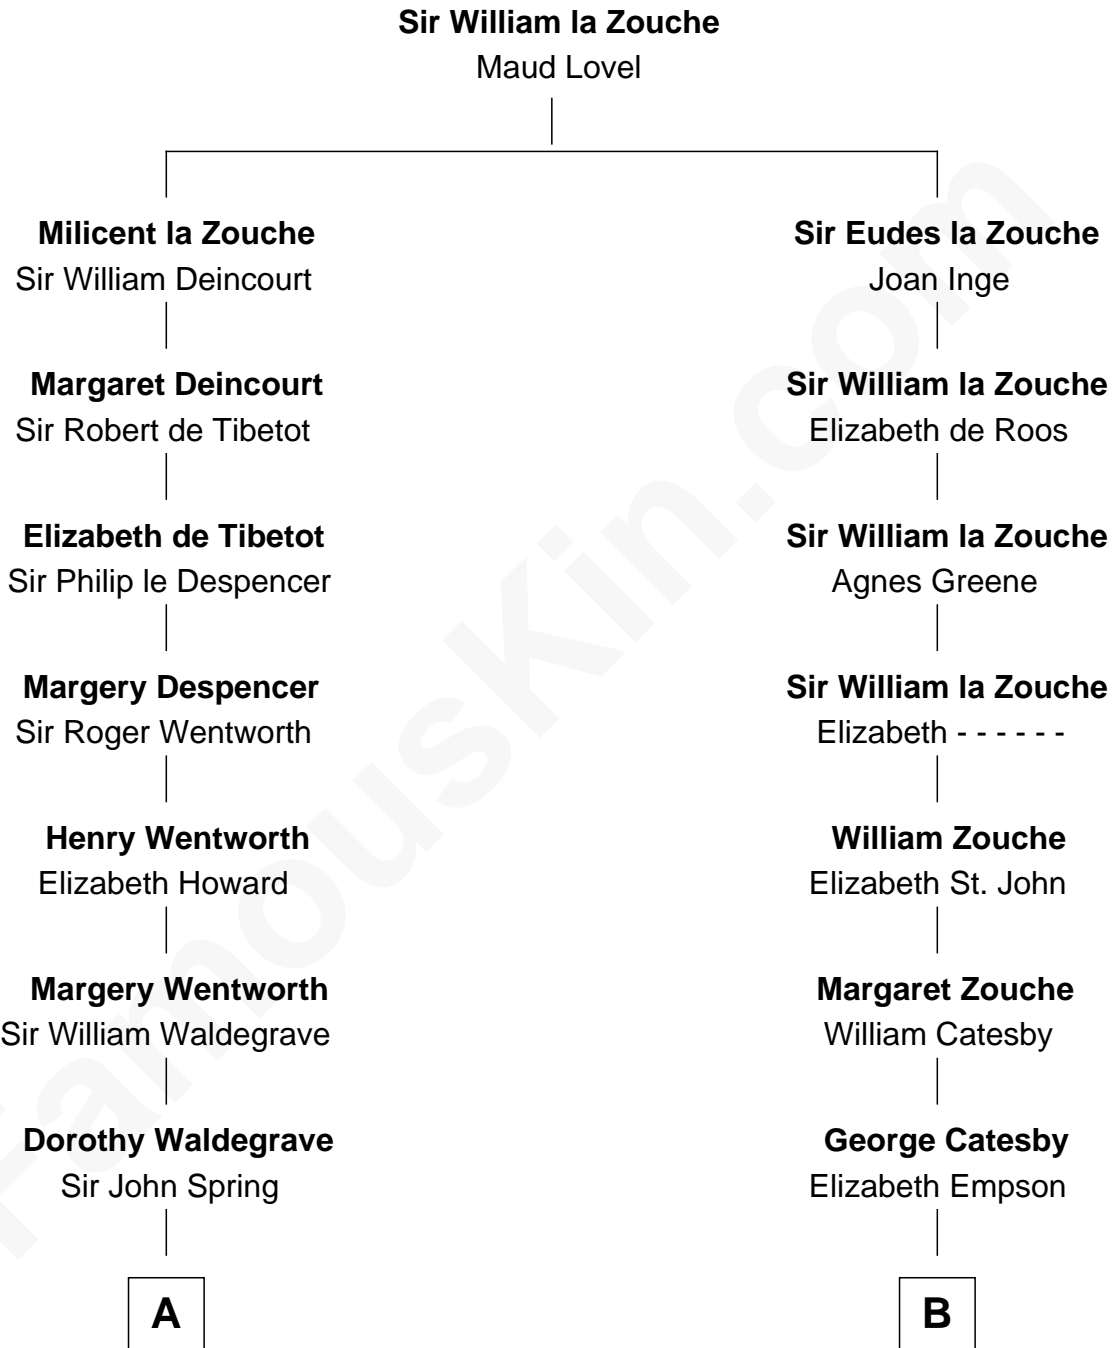 Sir William la Zouche
Maud Lovel
Milicent la Zouche
Sir William Deincourt
Sir Eudes la Zouche
Joan Inge
Margaret Deincourt
Sir Robert de Tibetot
Sir William la Zouche
Elizabeth de Roos
Elizabeth de Tibetot
Sir Philip le Despencer
Sir William la Zouche
Agnes Greene
Margery Despencer
Sir Roger Wentworth
Sir William la Zouche
Elizabeth - - - - - -
Henry Wentworth
Elizabeth Howard
William Zouche
Elizabeth St. John
Margery Wentworth
Sir William Waldegrave
Margaret Zouche
William Catesby
Dorothy Waldegrave
Sir John Spring
George Catesby
Elizabeth Empson
A
B
FamousKin.com